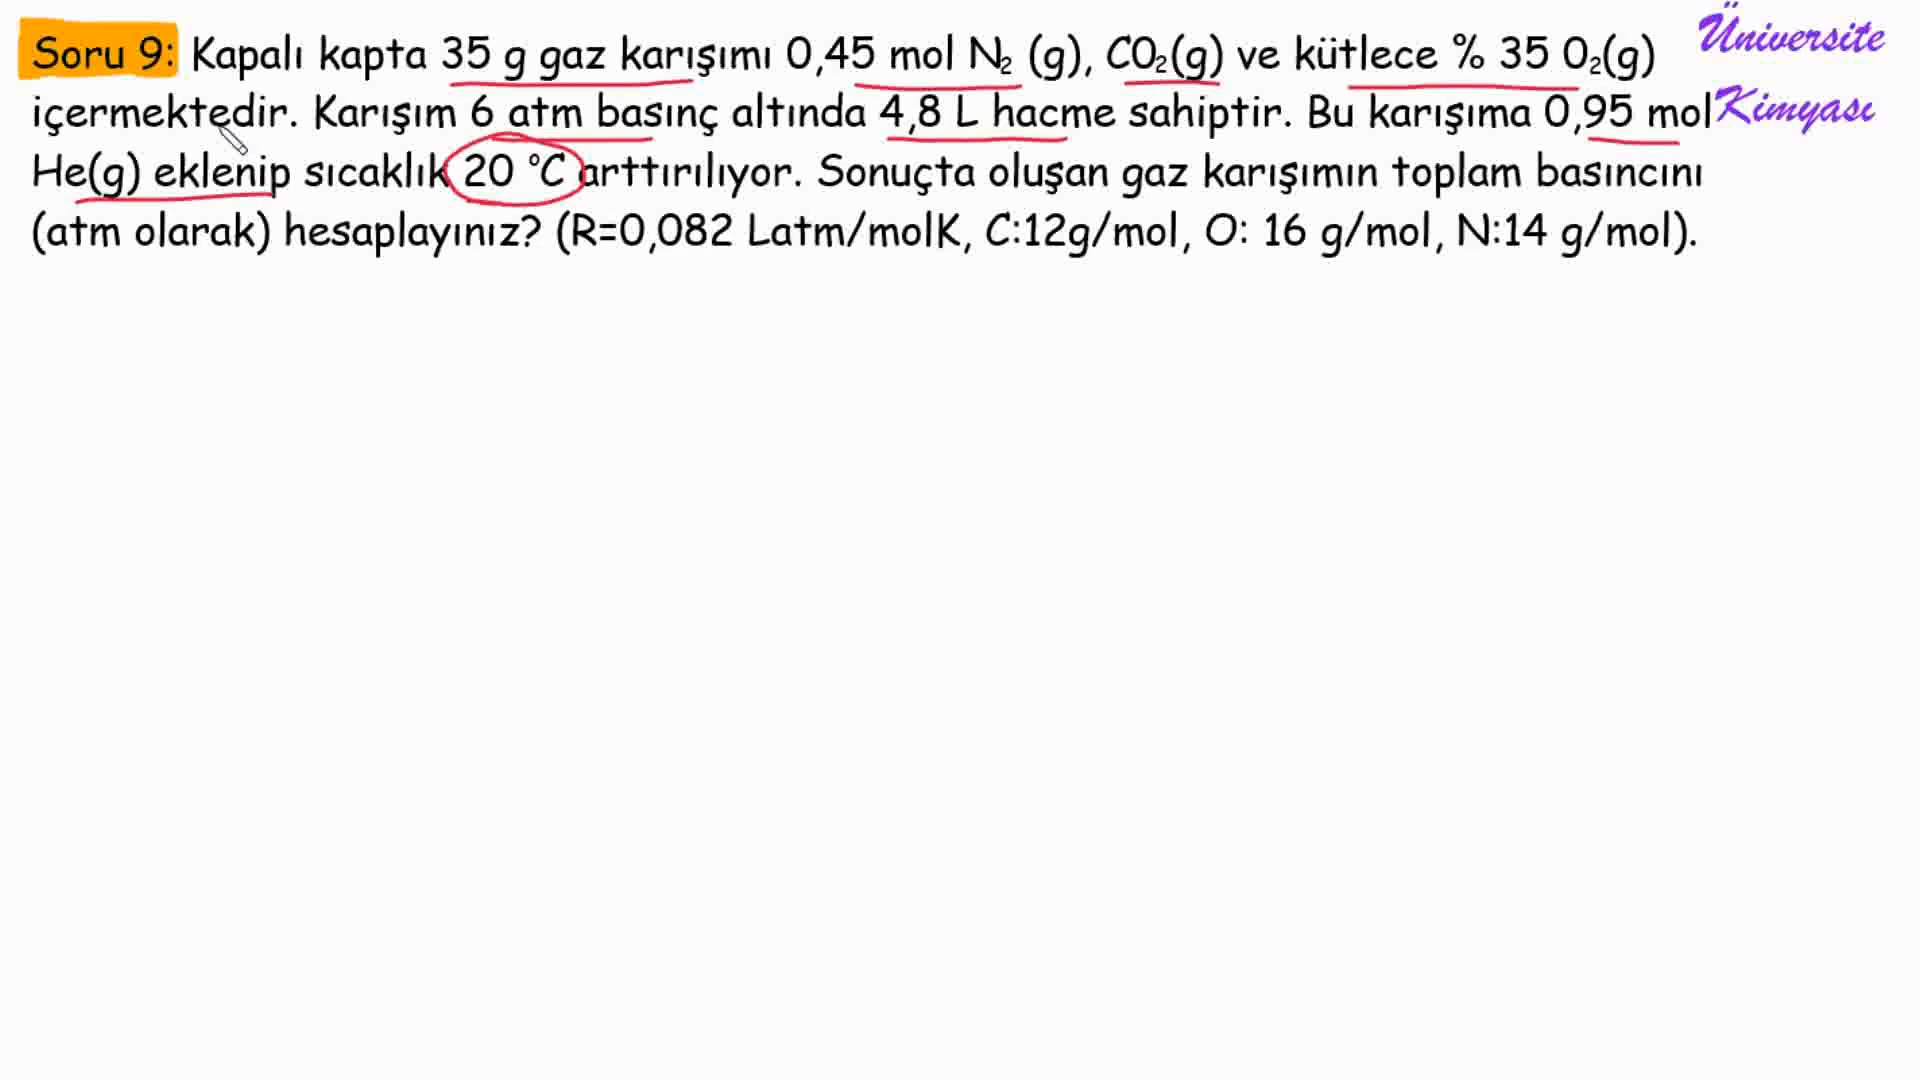 Soru 9: Kapalı kapta 35 g gaz karışımı 0,45 mol N₂ (g), CO₂(g) ve kütlece % 35 O₂(g)
içermektedir. Karışım 6 atm basınç altında 4,8 L hacme sahiptir. Bu karışıma 0,95 mol
He(g) eklenip sıcaklık 20 °C arttırılıyor. Sonuçta oluşan gaz karışımın toplam basıncını
(atm olarak) hesaplayınız? (R=0,082 Latm/molK, C:12g/mol, O: 16 g/mol, N:14 g/mol).
Üniversite
Kimyası